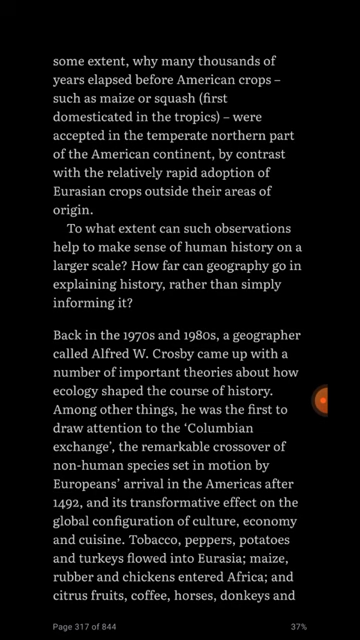 some extent, why many thousands of
years elapsed before American crops –
such as maize or squash (first
domesticated in the tropics) – were
accepted in the temperate northern part
of the American continent, by contrast
with the relatively rapid adoption of
Eurasian crops outside their areas of
origin.
To what extent can such observations
help to make sense of human history on a
larger scale? How far can geography go in
explaining history, rather than simply
informing it?
Back in the 1970s and 1980s, a geographer
called Alfred W. Crosby came up with a
number of important theories about how
ecology shaped the course of history.
Among other things, he was the first to
draw attention to the ‘Columbian
exchange’, the remarkable crossover of
non-human species set in motion by
Europeans’ arrival in the Americas after
1492, and its transformative effect on the
global configuration of culture, economy
and cuisine. Tobacco, peppers, potatoes
and turkeys flowed into Eurasia; maize,
rubber and chickens entered Africa; and
citrus fruits, coffee, horses, donkeys and
Page 317 of 844 37%